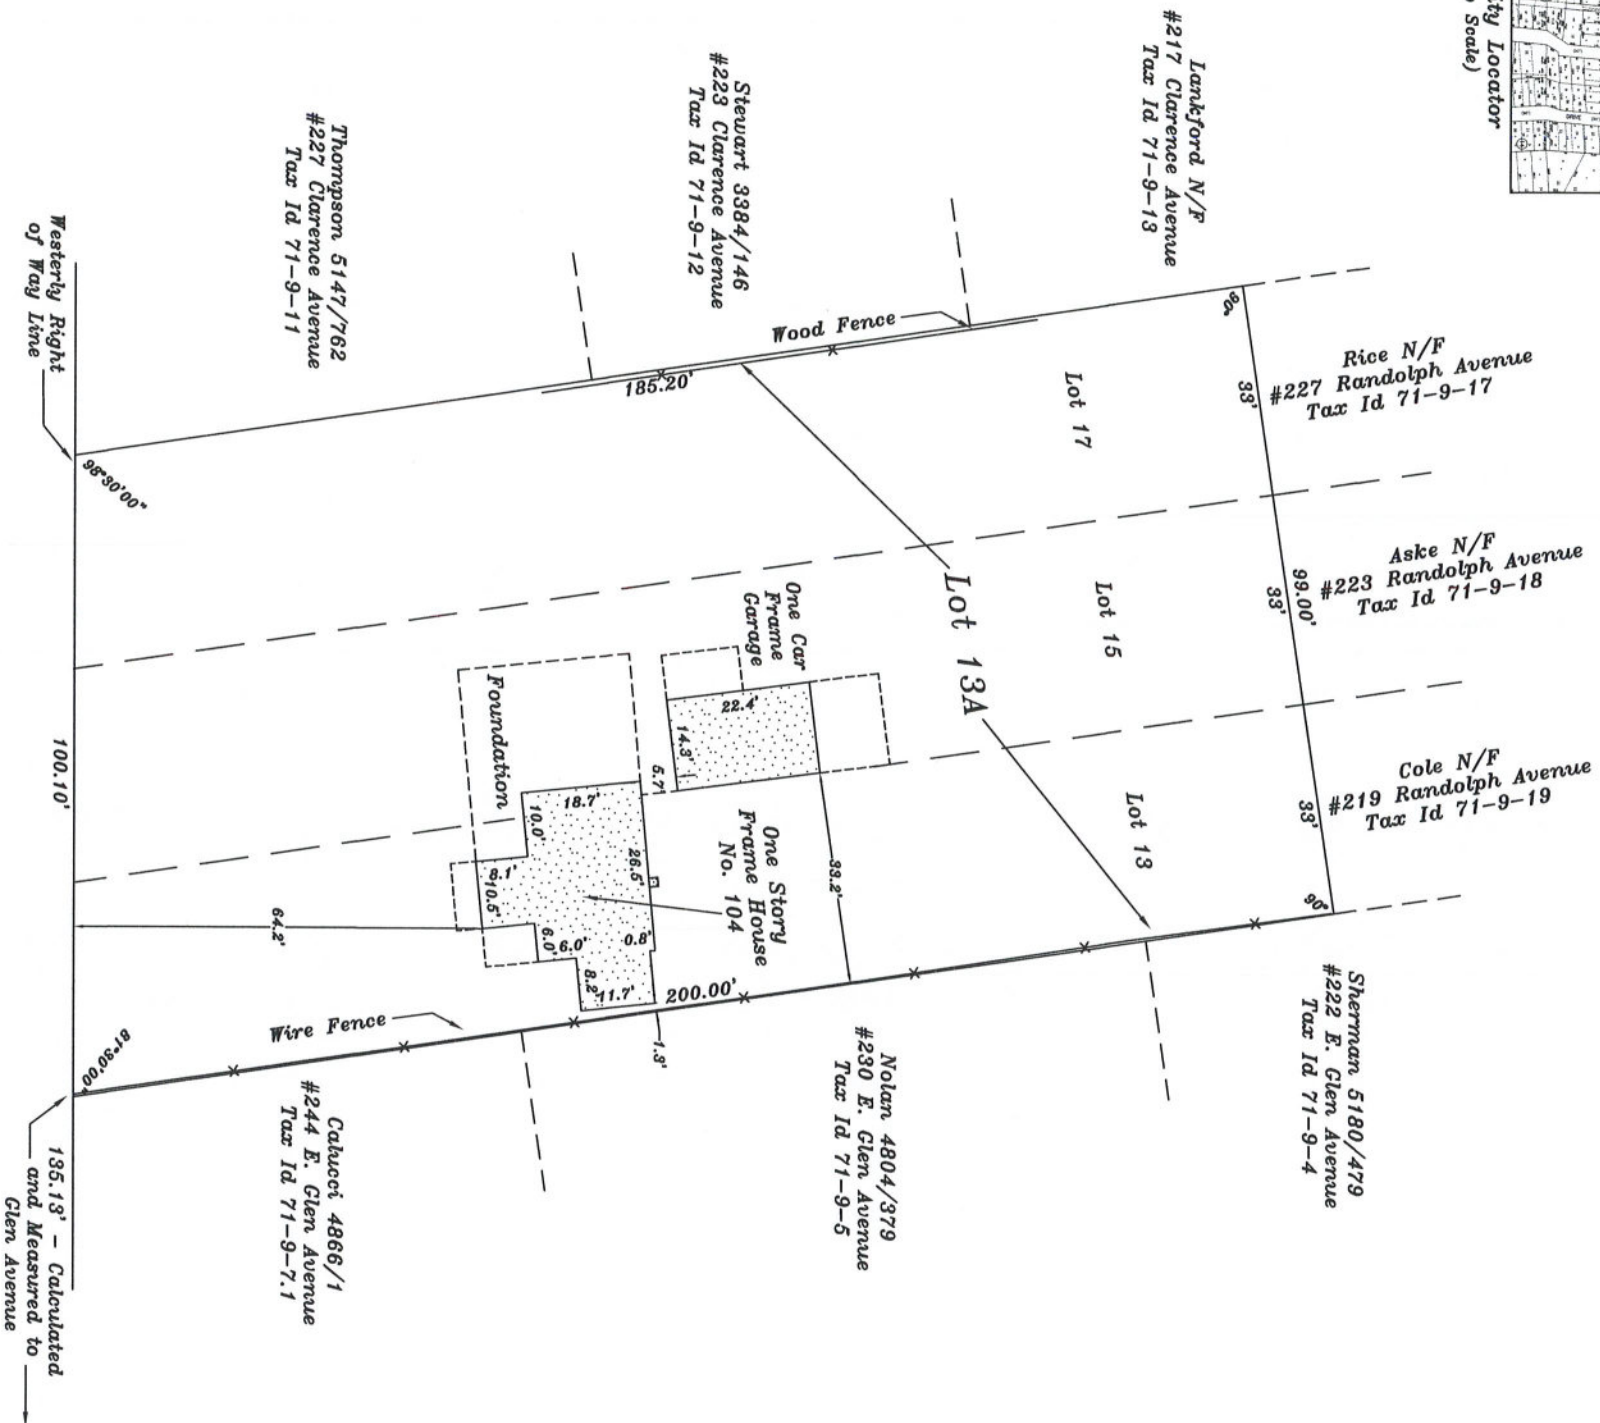 ity Locator
Scale)
Lankford N/F
#217 Clarence Avenue
Tax Id 71-9-13
Stewart 3384/146
#223 Clarence Avenue
Tax Id 71-9-12
Thompson 5147/762
#227 Clarence Avenue
Tax Id 71-9-11
Westerly Right
of Way Line
Rice N/F
#227 Randolph Avenue
Tax Id 71-9-17
Aske N/F
#223 Randolph Avenue
Tax Id 71-9-18
Cole N/F
#219 Randolph Avenue
Tax Id 71-9-19
Sherman 5180/479
#222 E. Glen Avenue
Tax Id 71-9-4
Nolan 4804/379
#230 E. Glen Avenue
Tax Id 71-9-5
Calucci 4866/1
#244 E. Glen Avenue
Tax Id 71-9-7.1
135.13' - Calculated
and Measured to
Glen Avenue
90°
33'
99.00'
33'
33'
90°
Lot 17
Lot 15
Lot 13
Lot 13A
Wood Fence
185.20'
98°30'00"
One Car
Frame
Garage
22.4'
14.3'
5.7'
33.2'
One Story
Frame House
No. 104
Foundation
18.7'
10.0'
26.5'
8.1'
10.5'
6.0'
6.0'
0.8'
8.2'
11.7'
200.00'
1.3'
Wire Fence
64.2'
100.10'
81°30'00"